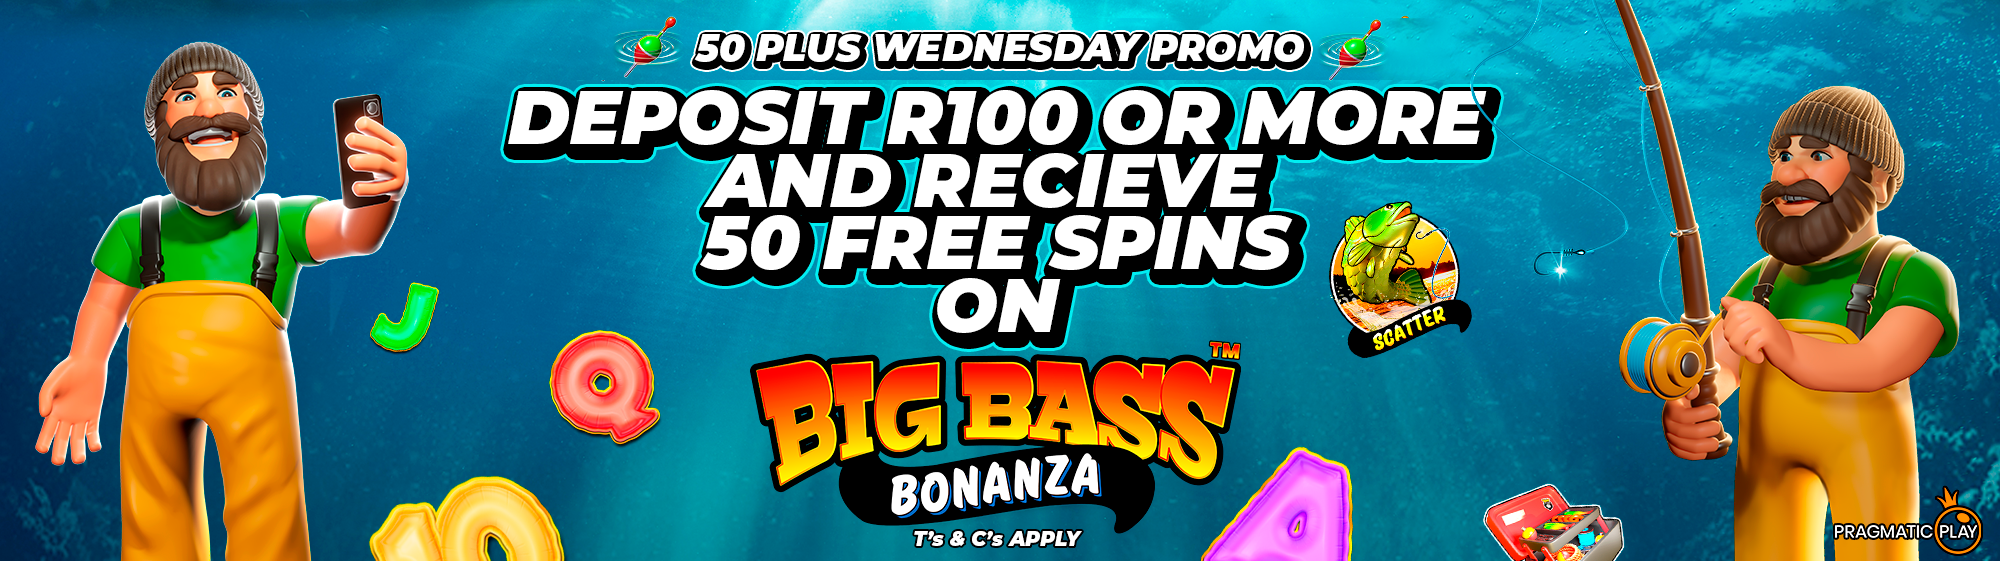 50 PLUS WEDNESDAY PROMO
DEPOSIT R100 OR MORE
AND RECIEVE
50 FREE SPINS
ON
BIG BASS™
BONANZA
T's & C's APPLY
J
Q
10
A
SCATTER
PRAGMATIC PLAY